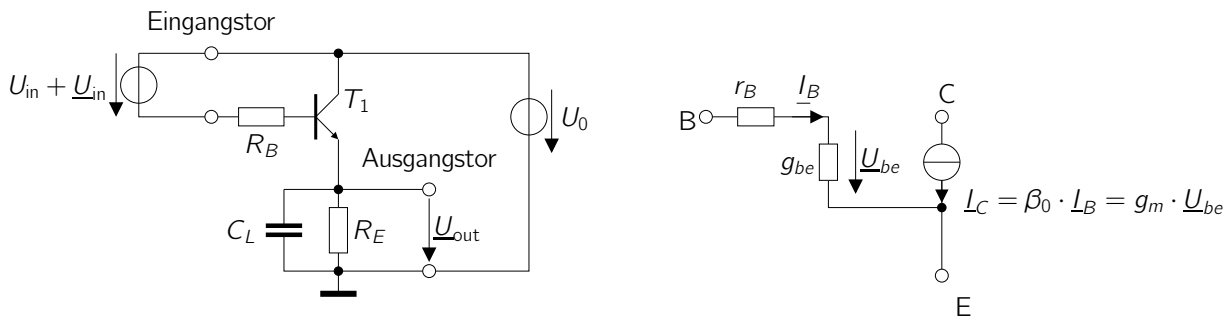 Eingangstor
U_in + U_in
T_1
R_B
U_0
Ausgangstor
C_L
R_E
U_out
B
r_B
I_B
C
g_be
U_be
I_C = β_0 · I_B = g_m · U_be
E